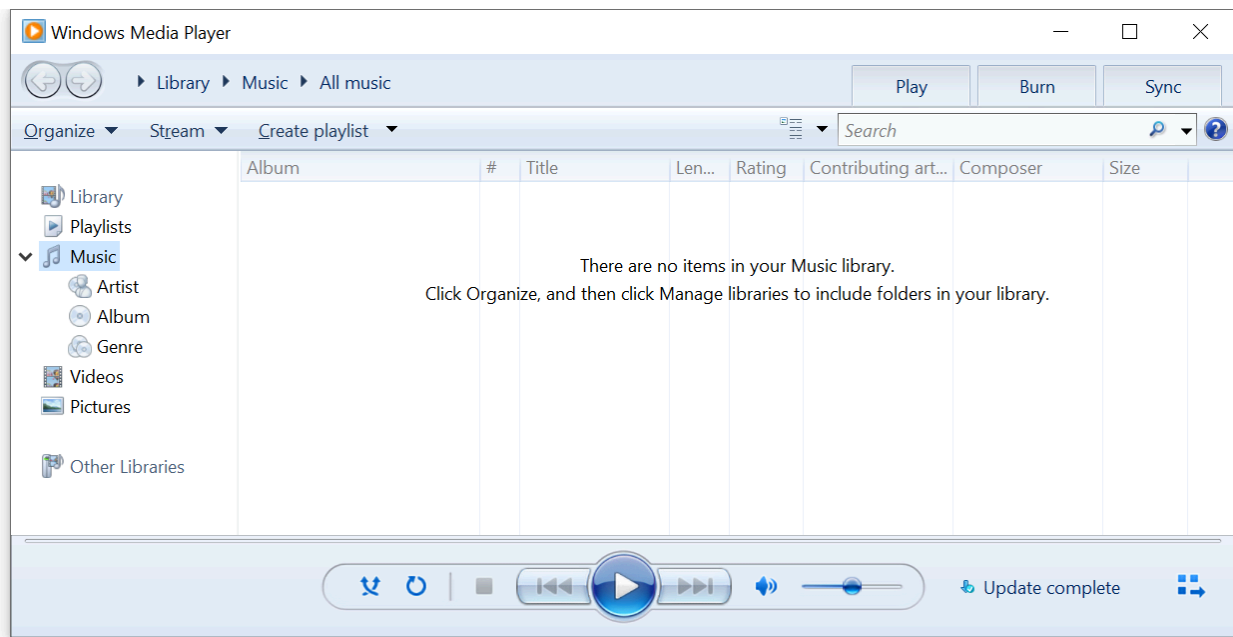 Windows Media Player
Library Music All music
Play Burn Sync
Organize Stream Create playlist
Search
Album # Title Len... Rating Contributing art... Composer Size
Library
Playlists
Music
Artist
Album
Genre
Videos
Pictures
Other Libraries
There are no items in your Music library.
Click Organize, and then click Manage libraries to include folders in your library.
Update complete